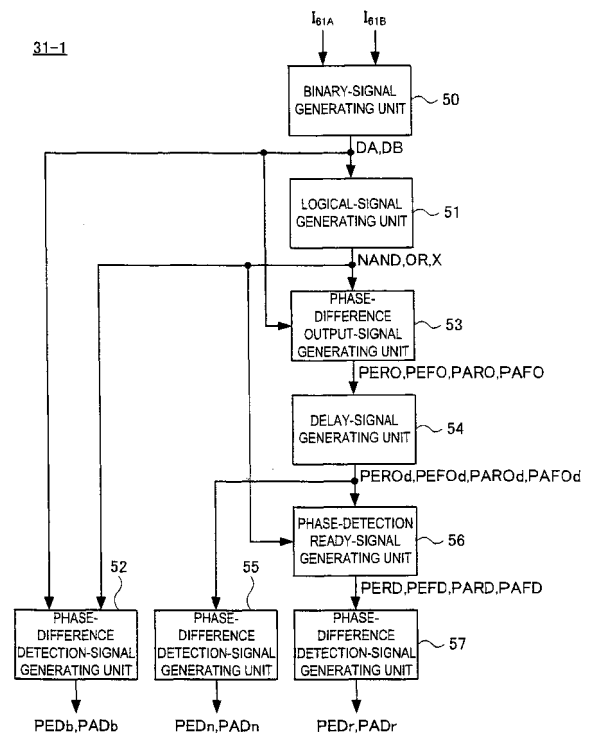 31-1
I61A I61B
BINARY-SIGNAL
GENERATING UNIT
50
DA,DB
LOGICAL-SIGNAL
GENERATING UNIT
51
NAND,OR,X
PHASE-
DIFFERENCE
OUTPUT-SIGNAL
GENERATING UNIT
53
PERO,PEFO,PARO,PAFO
DELAY-SIGNAL
GENERATING UNIT
54
PEROd,PEFOd,PAROd,PAFOd
PHASE-DETECTION
READY-SIGNAL
GENERATING UNIT
56
PERD,PEFD,PARD,PAFD
52
PHASE-
DIFFERENCE
DETECTION-SIGNAL
GENERATING UNIT
55
PHASE-
DIFFERENCE
DETECTION-SIGNAL
GENERATING UNIT
PHASE-
DIFFERENCE
DETECTION-SIGNAL
GENERATING UNIT
57
PEDb,PADb
PEDn,PADn
PEDr,PADr